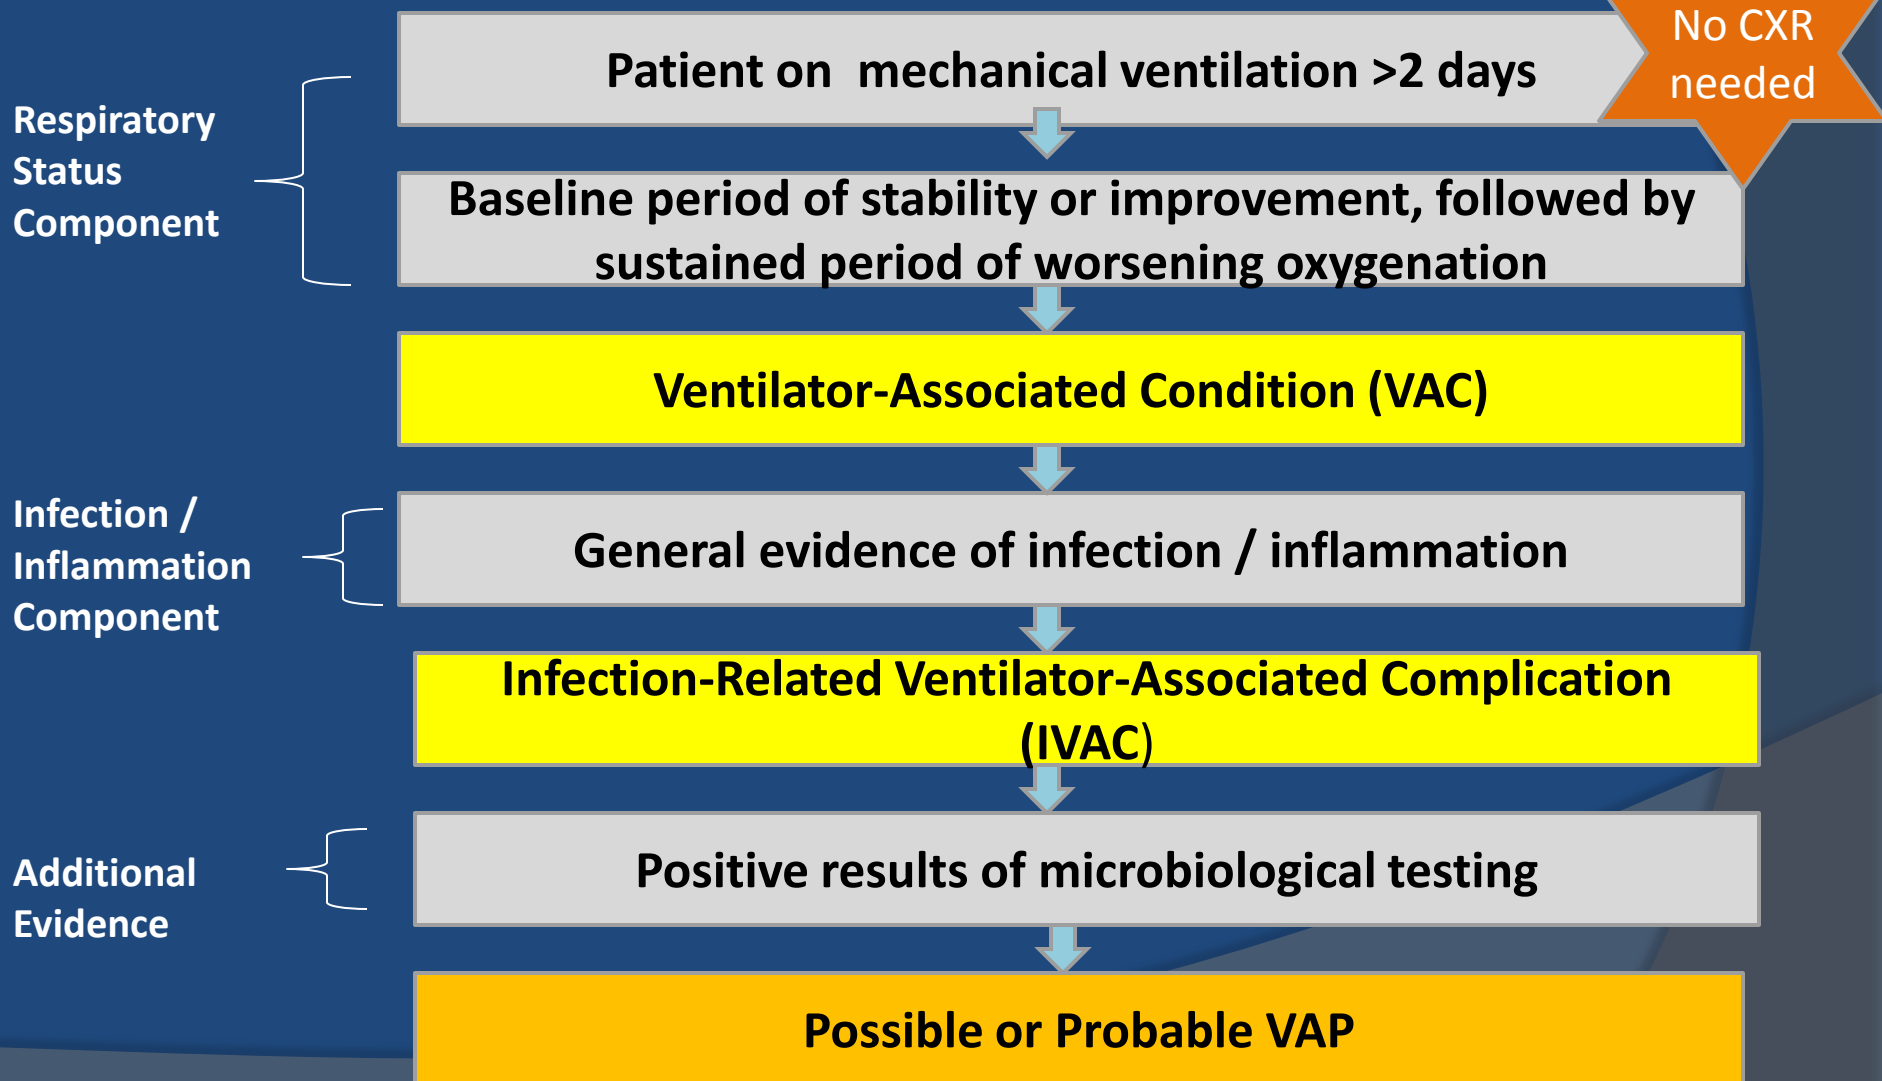 No CXR
needed
Patient on mechanical ventilation >2 days
Respiratory
Status
Component
Baseline period of stability or improvement, followed by
sustained period of worsening oxygenation
Ventilator-Associated Condition (VAC)
Infection /
Inflammation
Component
General evidence of infection / inflammation
Infection-Related Ventilator-Associated Complication
(IVAC)
Additional
Evidence
Positive results of microbiological testing
Possible or Probable VAP